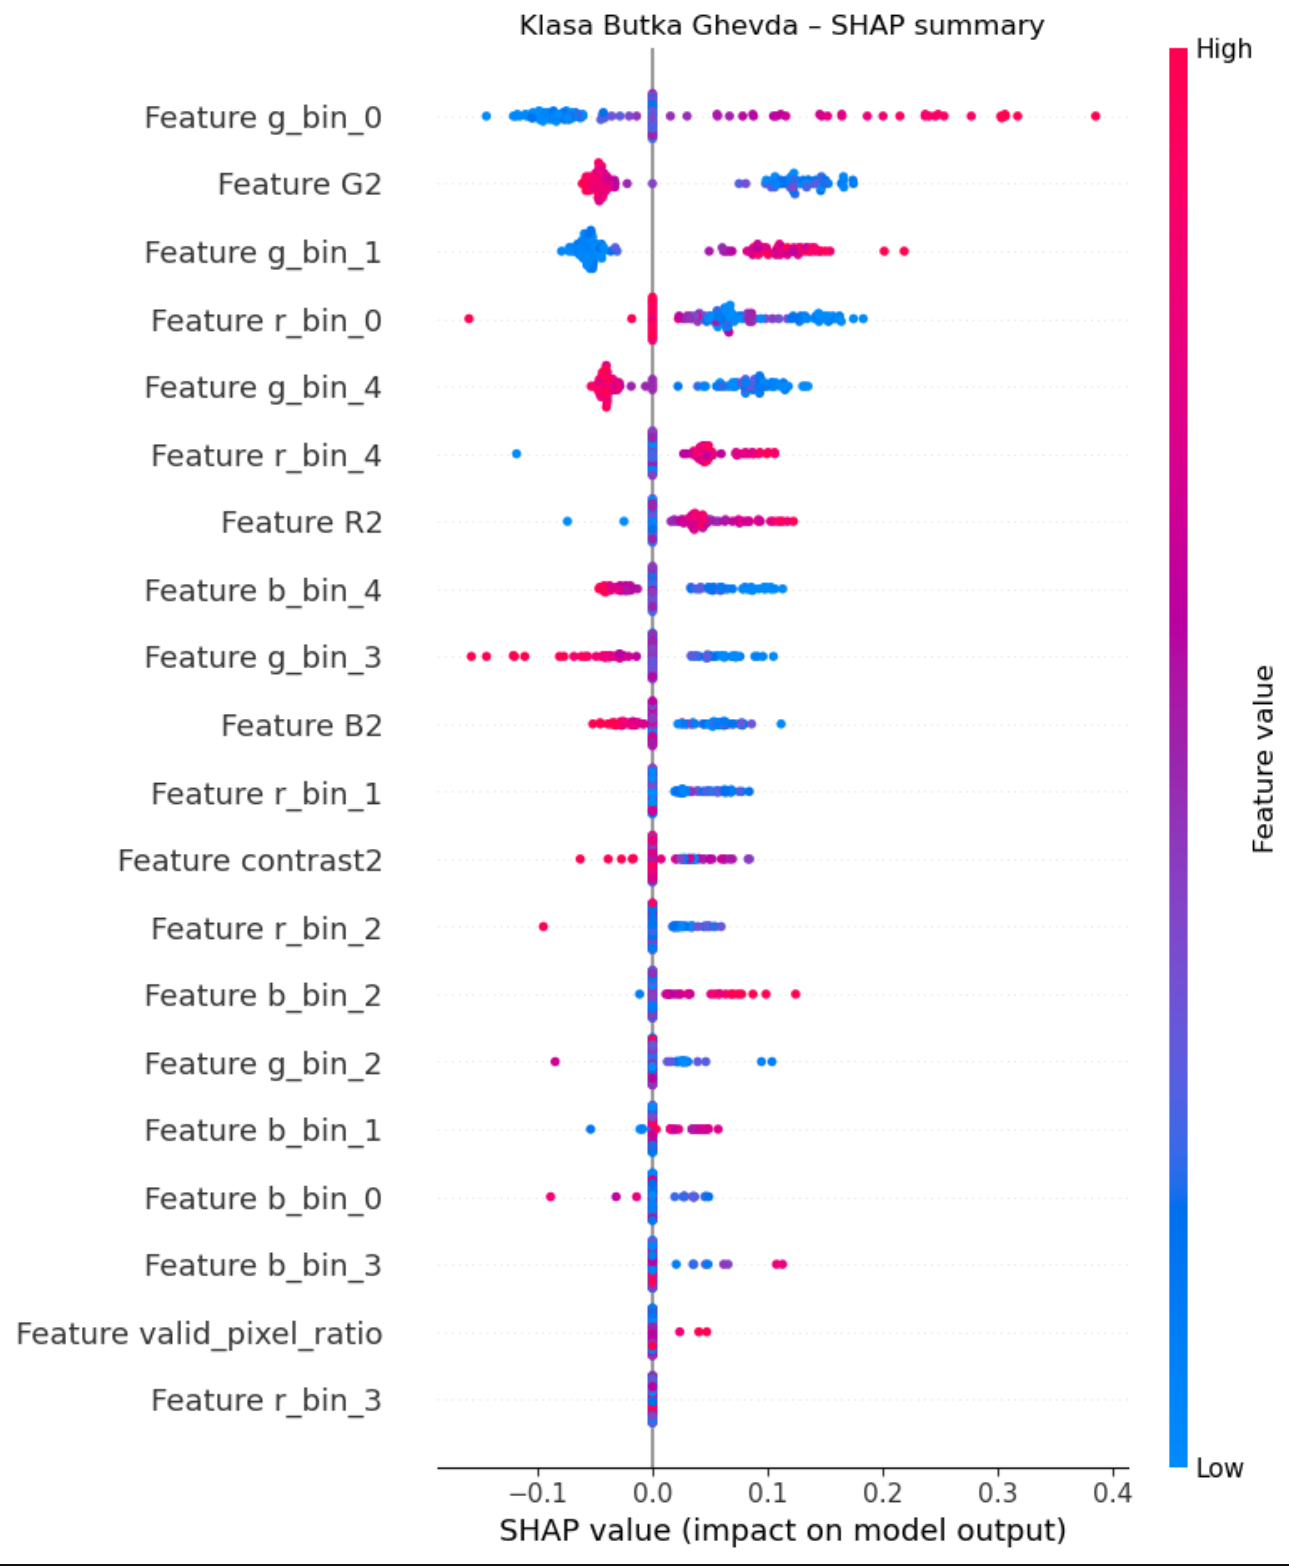 Klasa Butka Ghevda – SHAP summary
High
Feature g_bin_0
Feature G2
Feature g_bin_1
Feature r_bin_0
Feature g_bin_4
Feature r_bin_4
Feature R2
Feature b_bin_4
Feature g_bin_3
Feature B2
Feature r_bin_1
Feature contrast2
Feature r_bin_2
Feature b_bin_2
Feature g_bin_2
Feature b_bin_1
Feature b_bin_0
Feature b_bin_3
Feature valid_pixel_ratio
Feature r_bin_3
Feature value
Low
−0.1 0.0 0.1 0.2 0.3 0.4
SHAP value (impact on model output)